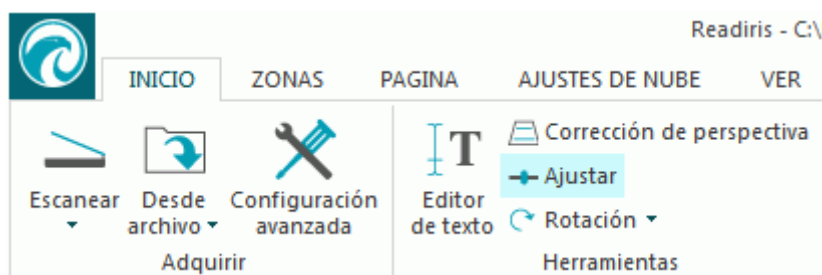 Readiris - C:\
INICIO ZONAS PAGINA AJUSTES DE NUBE VER
Escanear
Desde
archivo
Configuración
avanzada
Adquirir
T
Editor
de texto
Corrección de perspectiva
Ajustar
Rotación
Herramientas